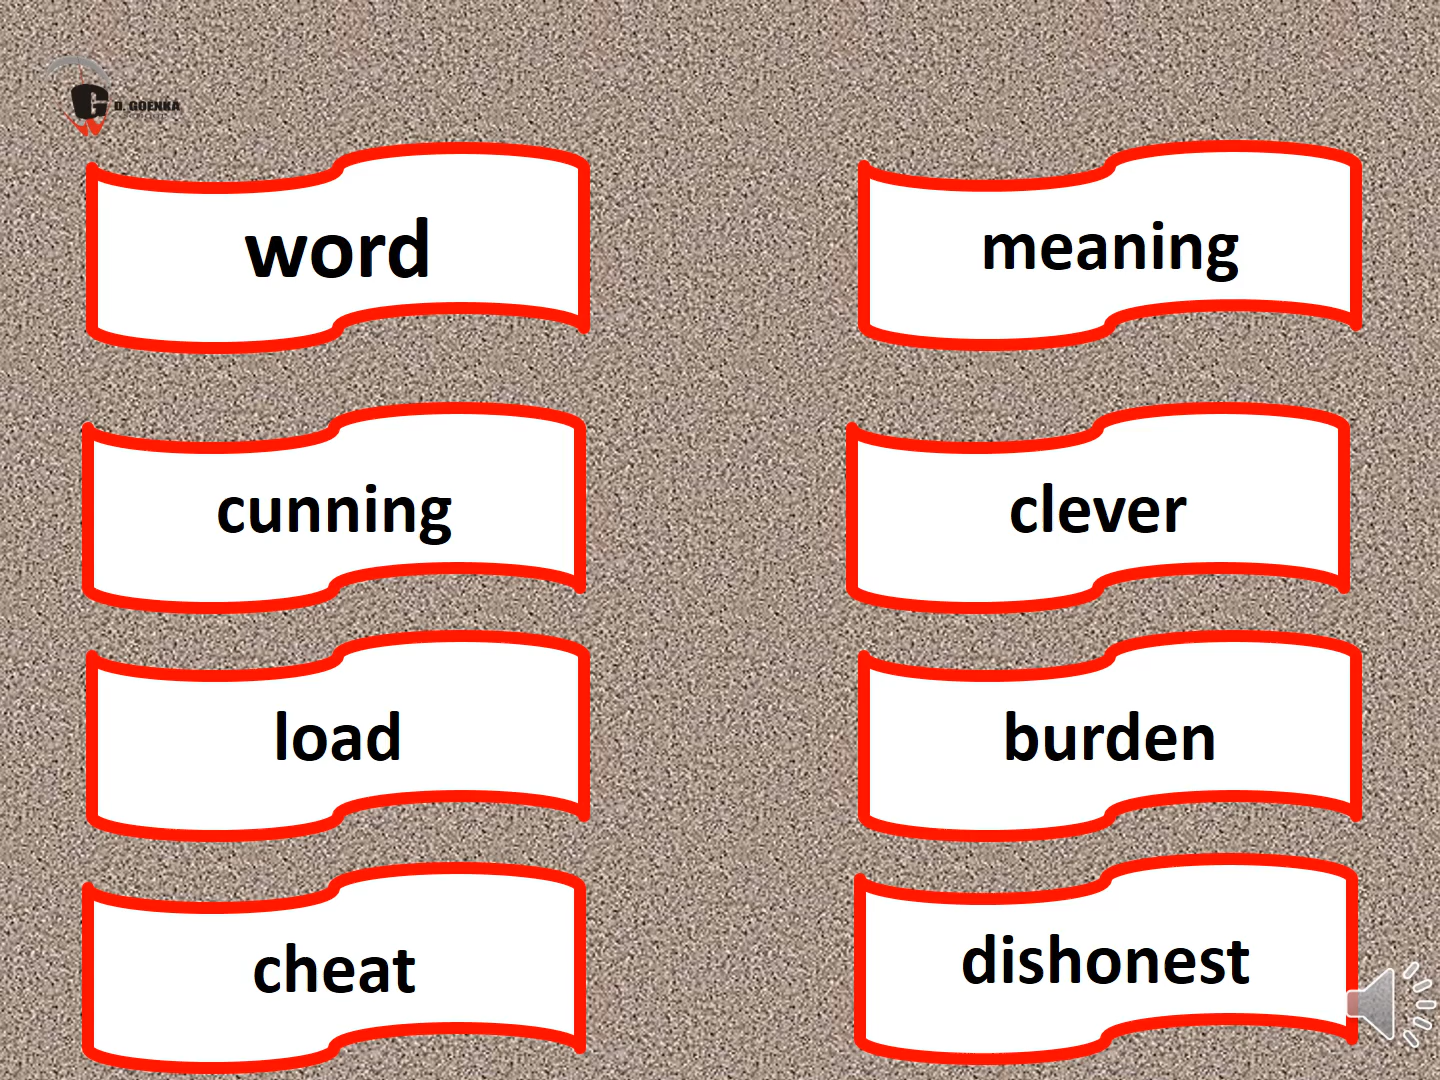 G D. GOENKA
word meaning
cunning clever
load burden
cheat dishonest